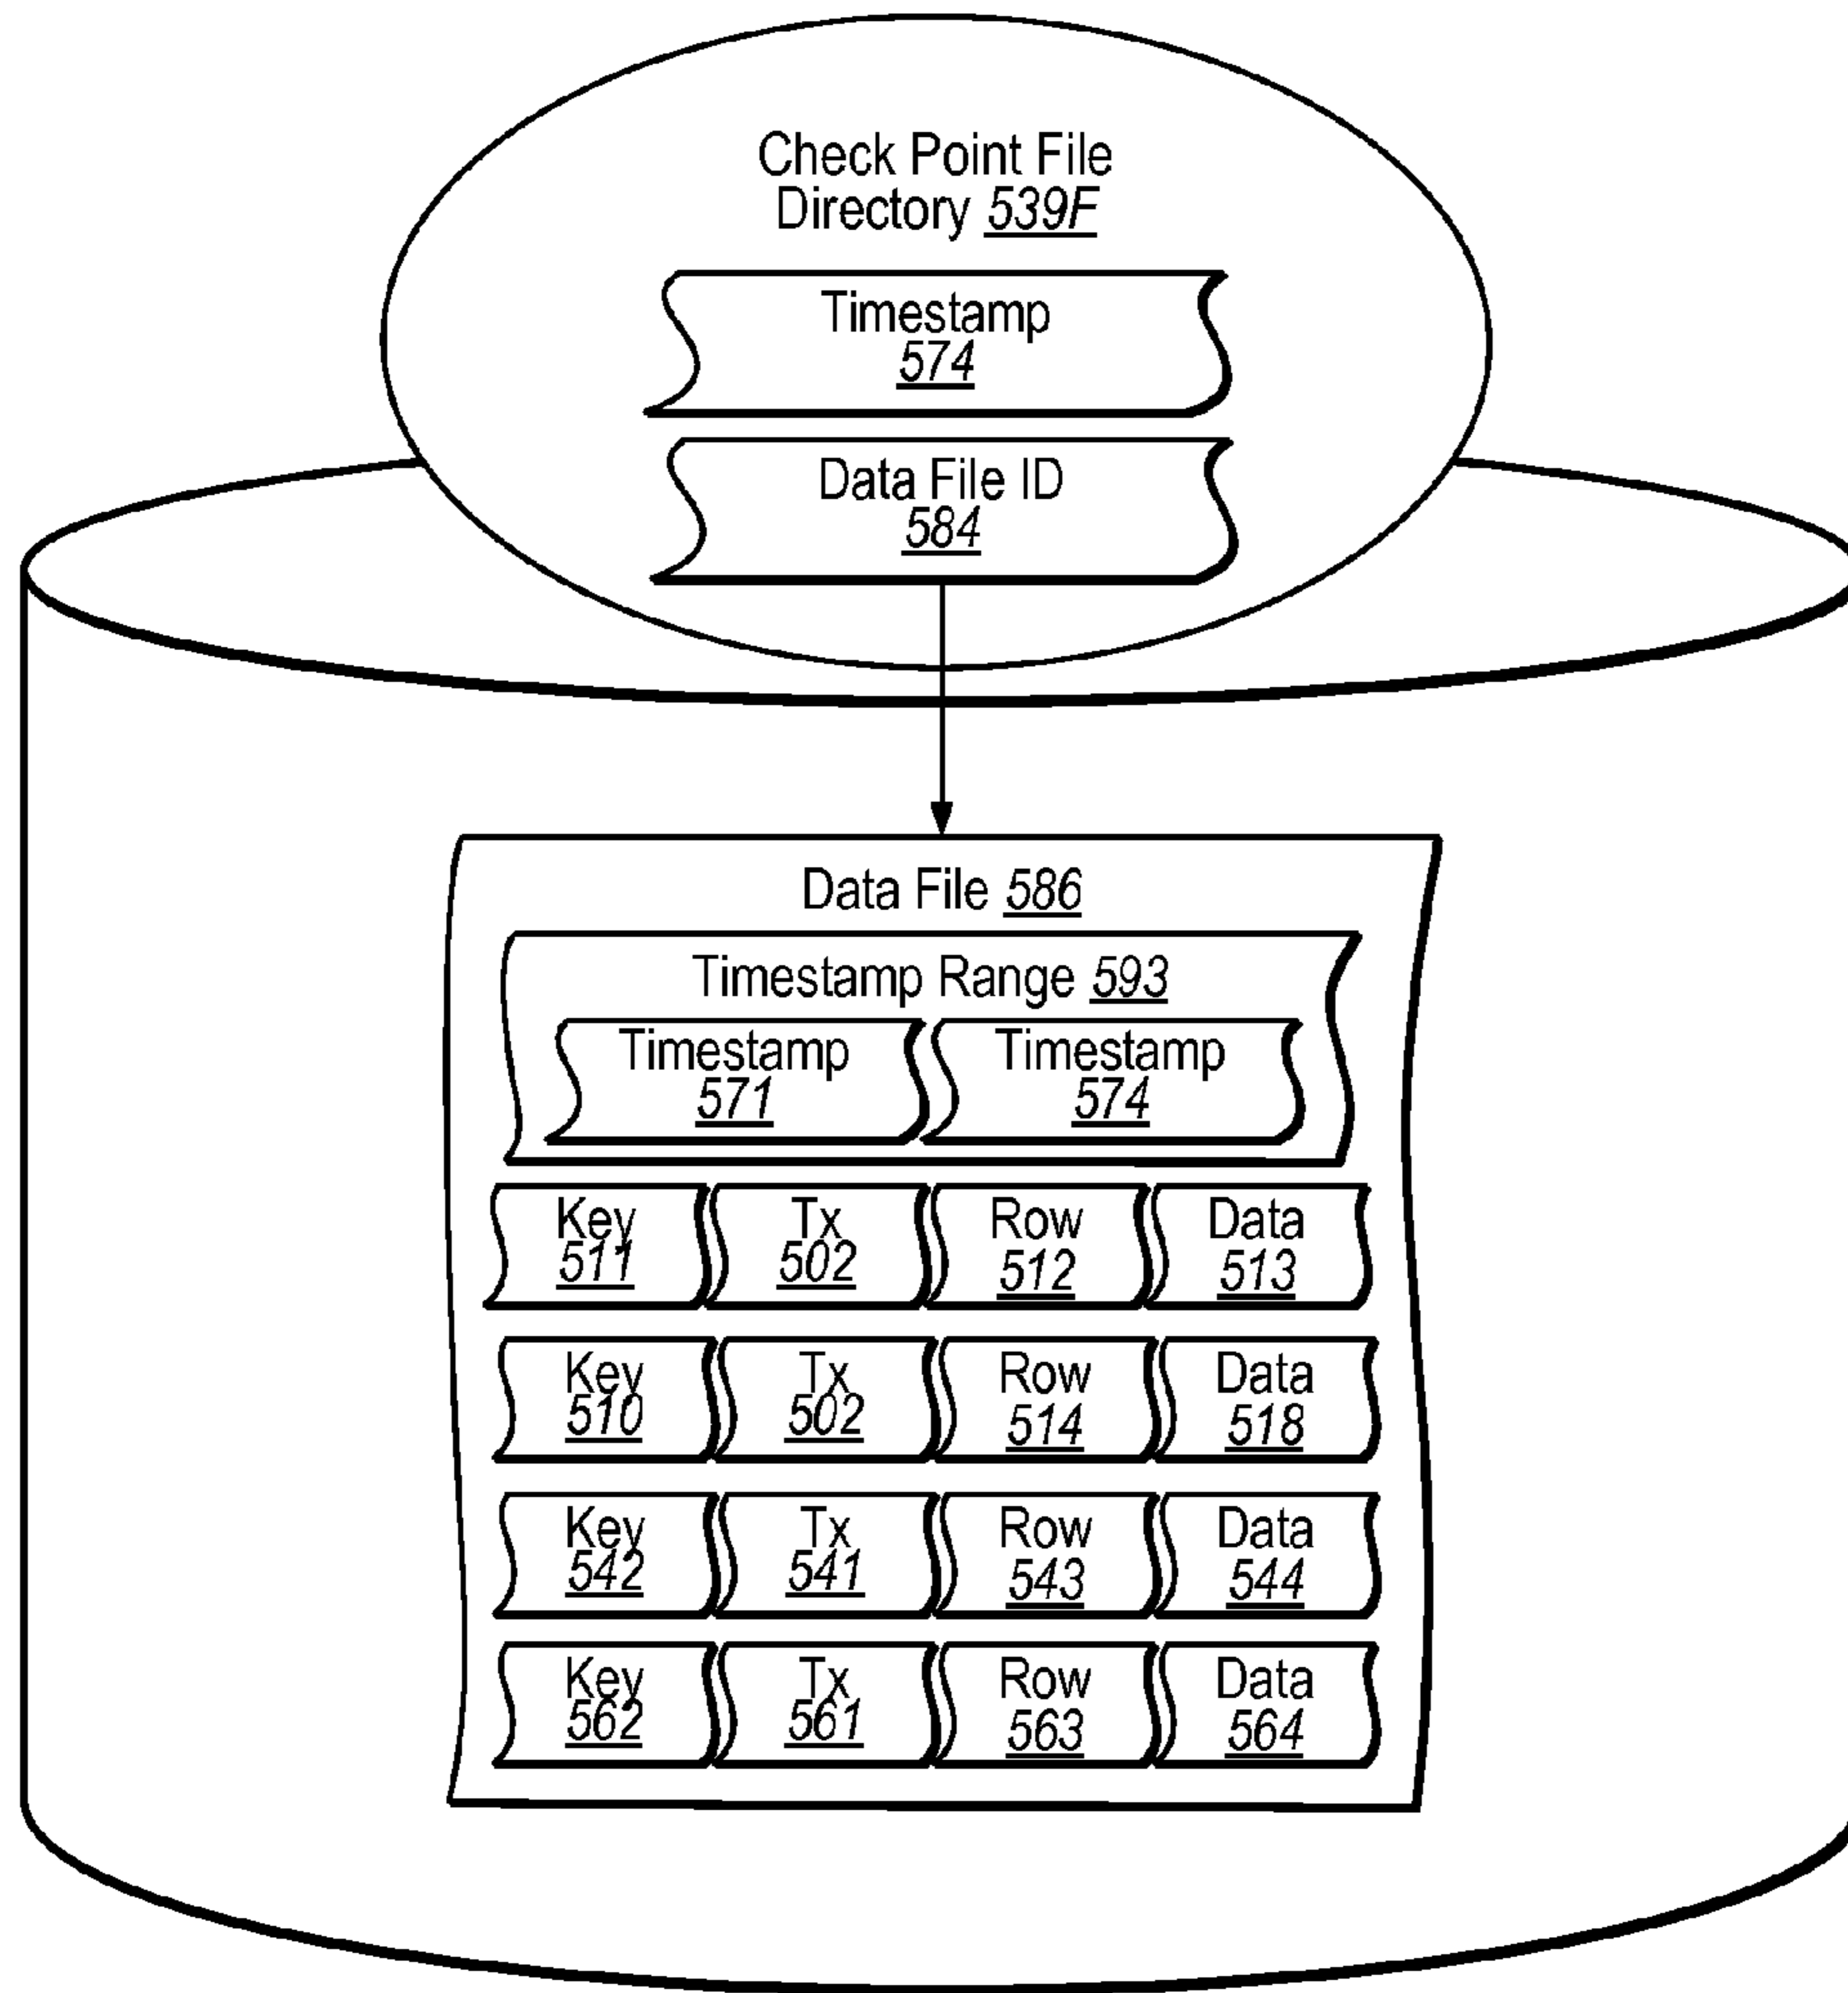 Check Point File
Directory 539F
Timestamp
574
Data File ID
584
Data File 586
Timestamp Range 593
Timestamp Timestamp
571 574
Key Tx Row Data
511 502 512 513
Key Tx Row Data
510 502 514 518
Key Tx Row Data
542 541 543 544
Key Tx Row Data
562 561 563 564